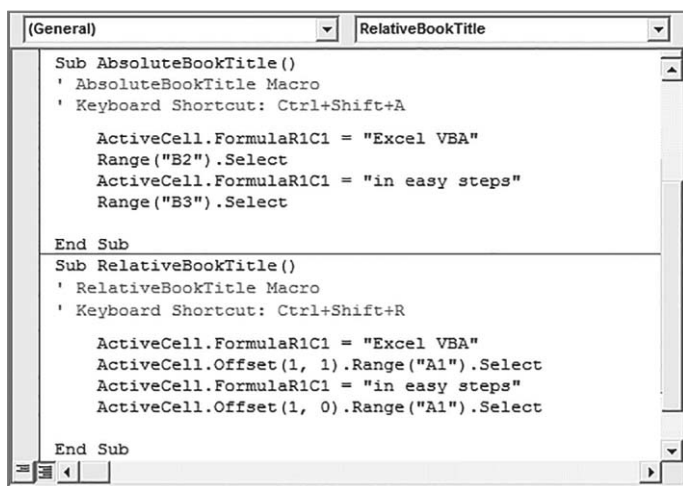 (General)
RelativeBookTitle
Sub AbsoluteBookTitle()
' AbsoluteBookTitle Macro
' Keyboard Shortcut: Ctrl+Shift+A
ActiveCell.FormulaR1C1 = "Excel VBA"
Range("B2").Select
ActiveCell.FormulaR1C1 = "in easy steps"
Range("B3").Select
End Sub
Sub RelativeBookTitle()
' RelativeBookTitle Macro
' Keyboard Shortcut: Ctrl+Shift+R
ActiveCell.FormulaR1C1 = "Excel VBA"
ActiveCell.Offset(1, 1).Range("A1").Select
ActiveCell.FormulaR1C1 = "in easy steps"
ActiveCell.Offset(1, 0).Range("A1").Select
End Sub